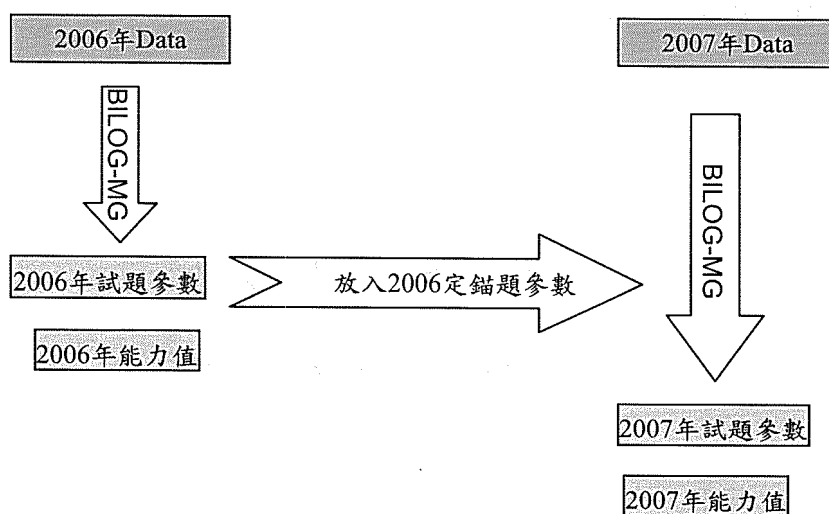 2006年Data
2007年Data
BILOG-MG
BILOG-MG
2006年試題參數
放入2006定錨題參數
2006年能力值
2007年試題參數
2007年能力值